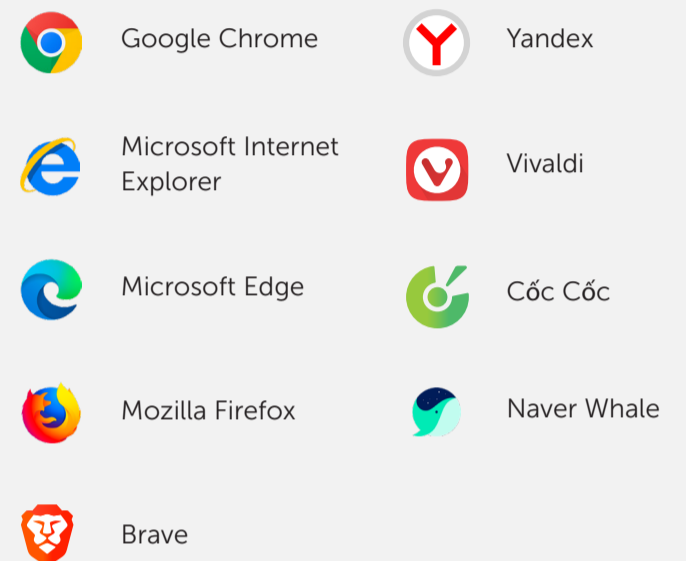 Google Chrome
Yandex
Microsoft Internet
Explorer
Vivaldi
Microsoft Edge
Cốc Cốc
Mozilla Firefox
Naver Whale
Brave